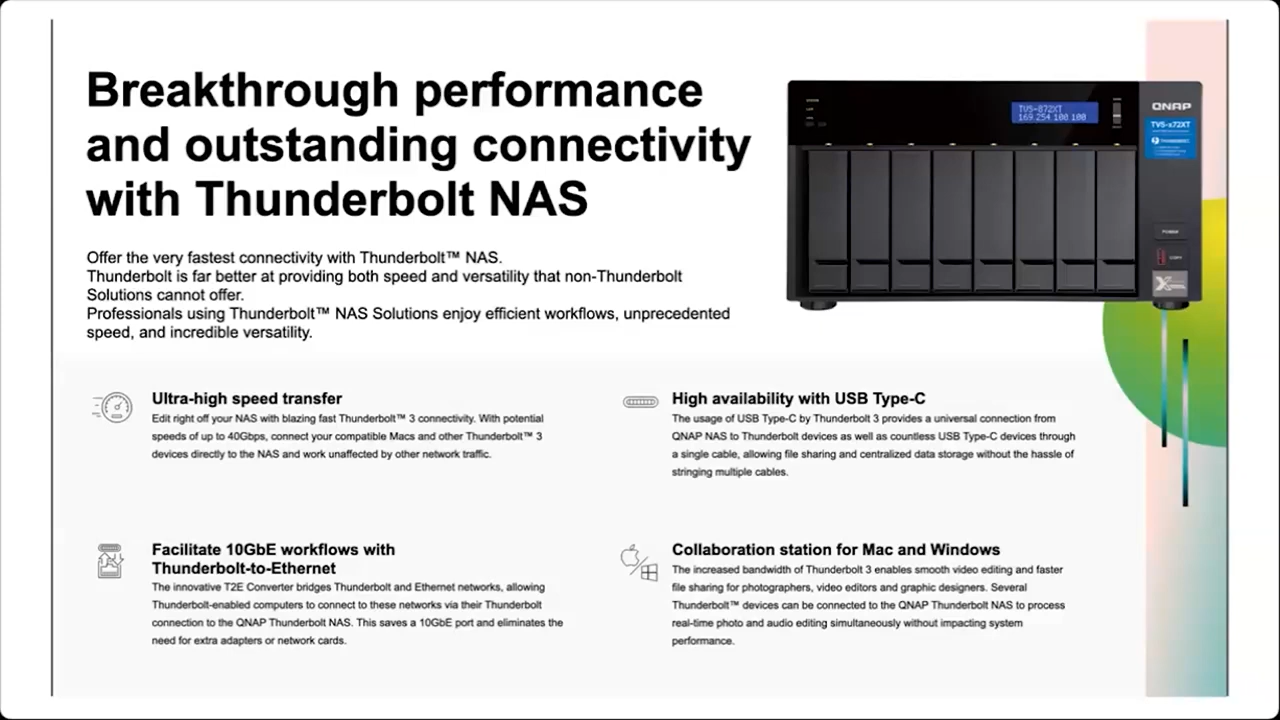 Breakthrough performance
and outstanding connectivity
with Thunderbolt NAS
Offer the very fastest connectivity with Thunderbolt™ NAS.
Thunderbolt is far better at providing both speed and versatility that non-Thunderbolt
Solutions cannot offer.
Professionals using Thunderbolt™ NAS Solutions enjoy efficient workflows, unprecedented
speed, and incredible versatility.
TVS-872XT
169.254.100.100
QNAP
TVS-x72XT
POWER
COPY
Ultra-high speed transfer
Edit right off your NAS with blazing fast Thunderbolt™ 3 connectivity. With potential
speeds of up to 40Gbps, connect your compatible Macs and other Thunderbolt™ 3
devices directly to the NAS and work unaffected by other network traffic.
High availability with USB Type-C
The usage of USB Type-C by Thunderbolt 3 provides a universal connection from
QNAP NAS to Thunderbolt devices as well as countless USB Type-C devices through
a single cable, allowing file sharing and centralized data storage without the hassle of
stringing multiple cables.
Facilitate 10GbE workflows with
Thunderbolt-to-Ethernet
The innovative T2E Converter bridges Thunderbolt and Ethernet networks, allowing
Thunderbolt-enabled computers to connect to these networks via their Thunderbolt
connection to the QNAP Thunderbolt NAS. This saves a 10GbE port and eliminates the
need for extra adapters or network cards.
Collaboration station for Mac and Windows
The increased bandwidth of Thunderbolt 3 enables smooth video editing and faster
file sharing for photographers, video editors and graphic designers. Several
Thunderbolt™ devices can be connected to the QNAP Thunderbolt NAS to process
real-time photo and audio editing simultaneously without impacting system
performance.